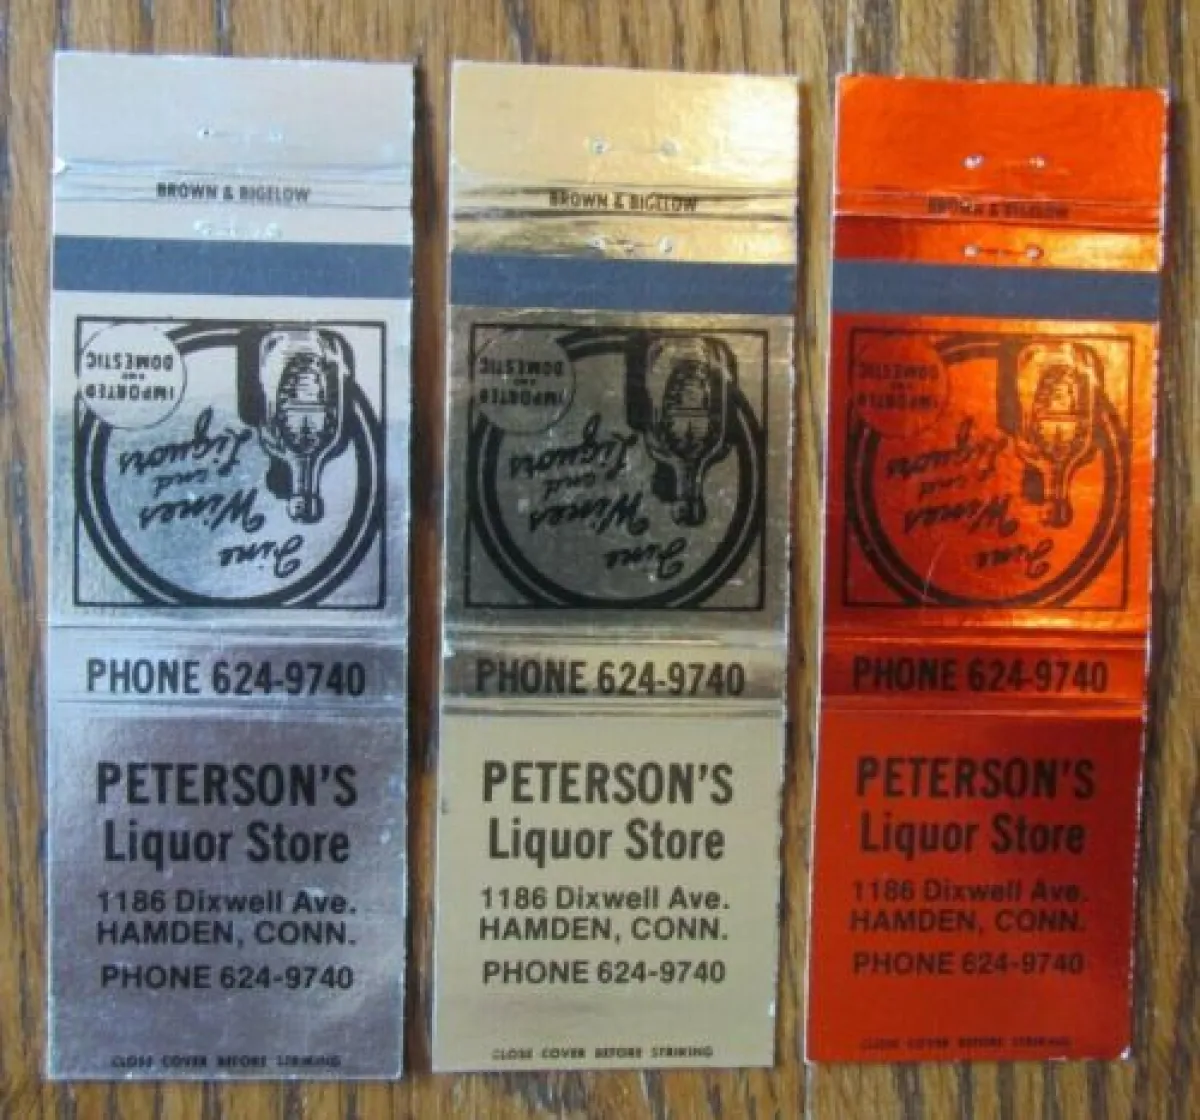 BROWN & BIGELOW
IMPORTED
AND
DOMESTIC
Fine
Wines
and
Liquors
PHONE 624-9740
PETERSON'S
Liquor Store
1186 Dixwell Ave.
HAMDEN, CONN.
PHONE 624-9740
CLOSE COVER BEFORE STRIKING
BROWN & BIGELOW
IMPORTED
AND
DOMESTIC
Fine
Wines
and
Liquors
PHONE 624-9740
PETERSON'S
Liquor Store
1186 Dixwell Ave.
HAMDEN, CONN.
PHONE 624-9740
CLOSE COVER BEFORE STRIKING
BROWN & BIGELOW
IMPORTED
AND
DOMESTIC
Fine
Wines
and
Liquors
PHONE 624-9740
PETERSON'S
Liquor Store
1186 Dixwell Ave.
HAMDEN, CONN.
PHONE 624-9740
CLOSE COVER BEFORE STRIKING